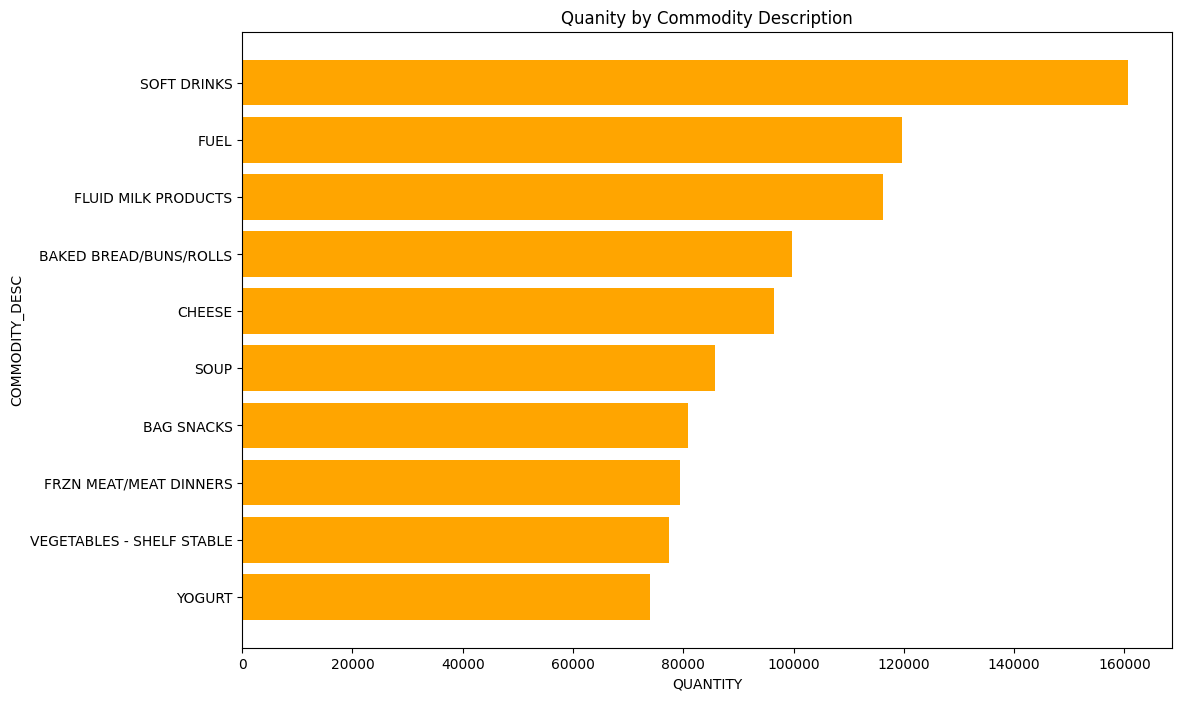 Quanity by Commodity Description
COMMODITY_DESC
SOFT DRINKS
FUEL
FLUID MILK PRODUCTS
BAKED BREAD/BUNS/ROLLS
CHEESE
SOUP
BAG SNACKS
FRZN MEAT/MEAT DINNERS
VEGETABLES - SHELF STABLE
YOGURT
0 20000 40000 60000 80000 100000 120000 140000 160000
QUANTITY